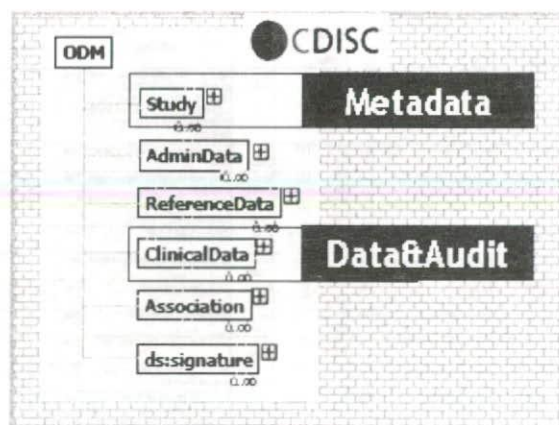 CDISC
ODM
Study
0..∞
Metadata
AdminData
0..∞
ReferenceData
0..∞
ClinicalData
0..∞
Data&Audit
Association
0..∞
ds:signature
0..∞